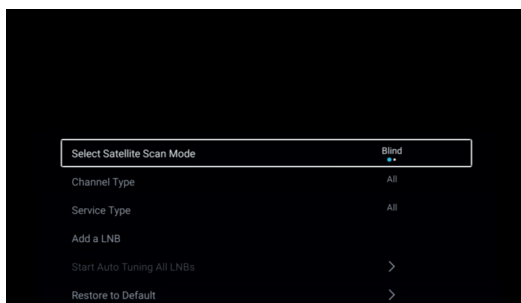 Select Satellite Scan Mode Blind
Channel Type All
Service Type All
Add a LNB
Start Auto Tuning All LNBs
Restore to Default